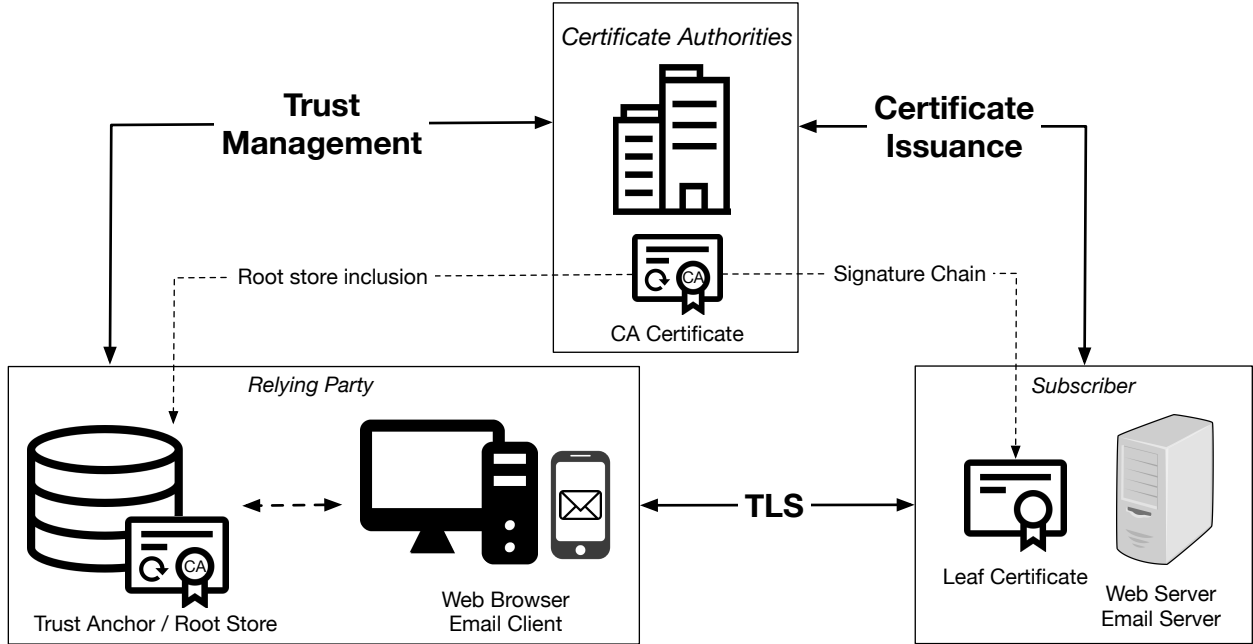 Certificate Authorities
Trust
Management
Certificate
Issuance
Root store inclusion
CA
Signature Chain
CA Certificate
Relying Party
Subscriber
TLS
CA
Leaf Certificate
Trust Anchor / Root Store
Web Browser
Email Client
Web Server
Email Server